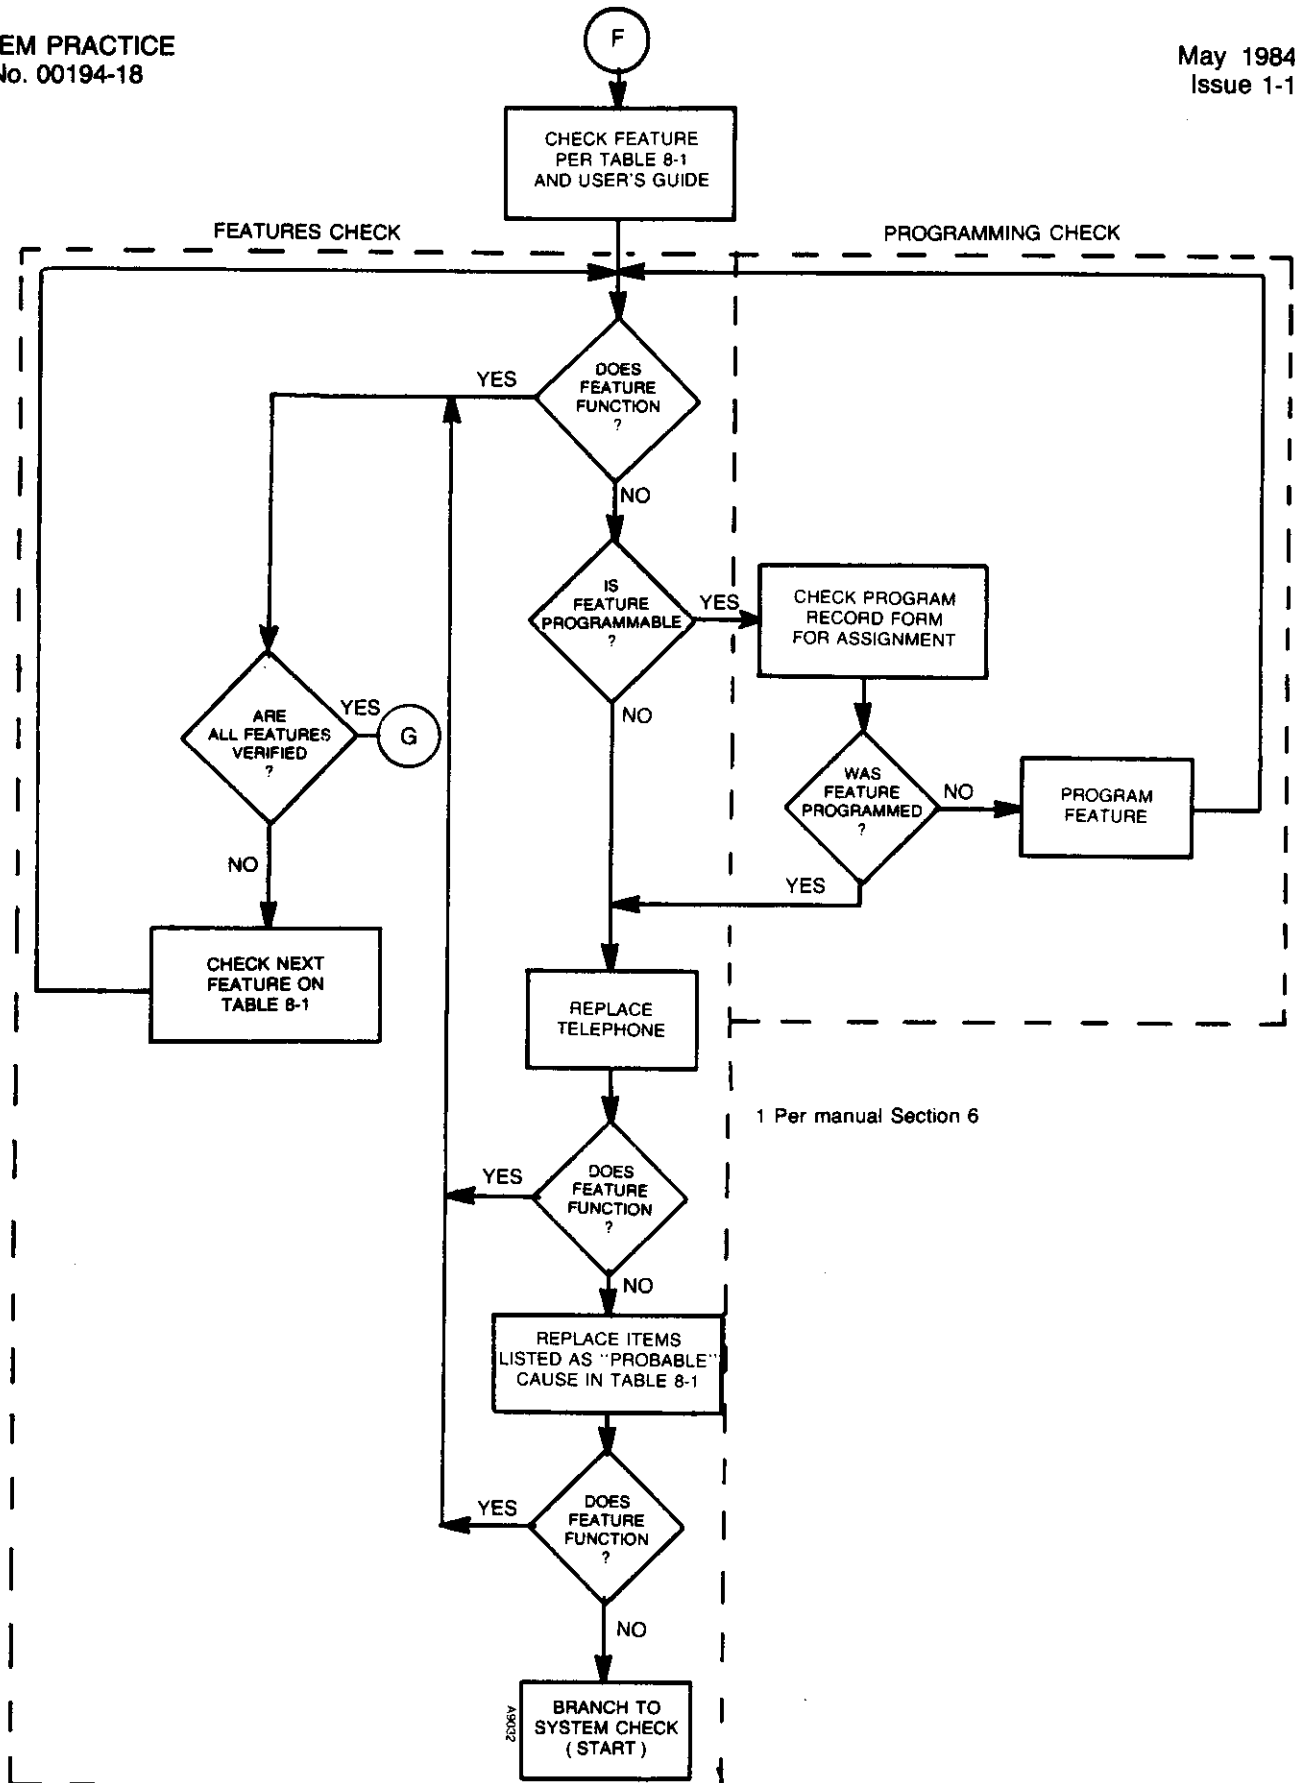 EM PRACTICE
No. 00194-18
May 1984
Issue 1-1
F
CHECK FEATURE
PER TABLE 8-1
AND USER'S GUIDE
FEATURES CHECK
PROGRAMMING CHECK
DOES
FEATURE
FUNCTION
?
YES
NO
IS
FEATURE
PROGRAMMABLE
?
YES
NO
CHECK PROGRAM
RECORD FORM
FOR ASSIGNMENT
ARE
ALL FEATURES
VERIFIED
?
YES
G
NO
WAS
FEATURE
PROGRAMMED
?
NO
YES
PROGRAM
FEATURE
CHECK NEXT
FEATURE ON
TABLE 8-1
REPLACE
TELEPHONE
1 Per manual Section 6
DOES
FEATURE
FUNCTION
?
YES
NO
REPLACE ITEMS
LISTED AS "PROBABLE"
CAUSE IN TABLE 8-1
DOES
FEATURE
FUNCTION
?
YES
NO
BRANCH TO
SYSTEM CHECK
( START )
A9032